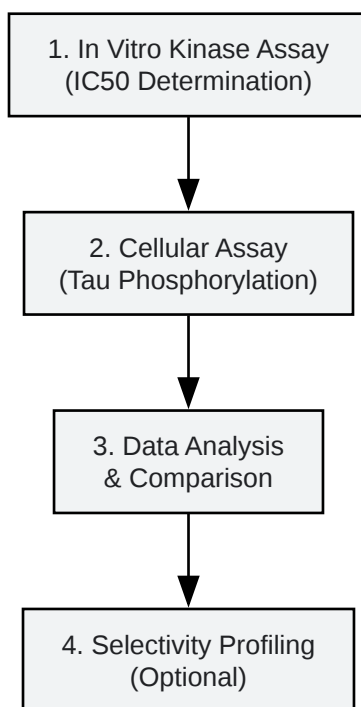 1. In Vitro Kinase Assay
(IC50 Determination)
2. Cellular Assay
(Tau Phosphorylation)
3. Data Analysis
& Comparison
4. Selectivity Profiling
(Optional)